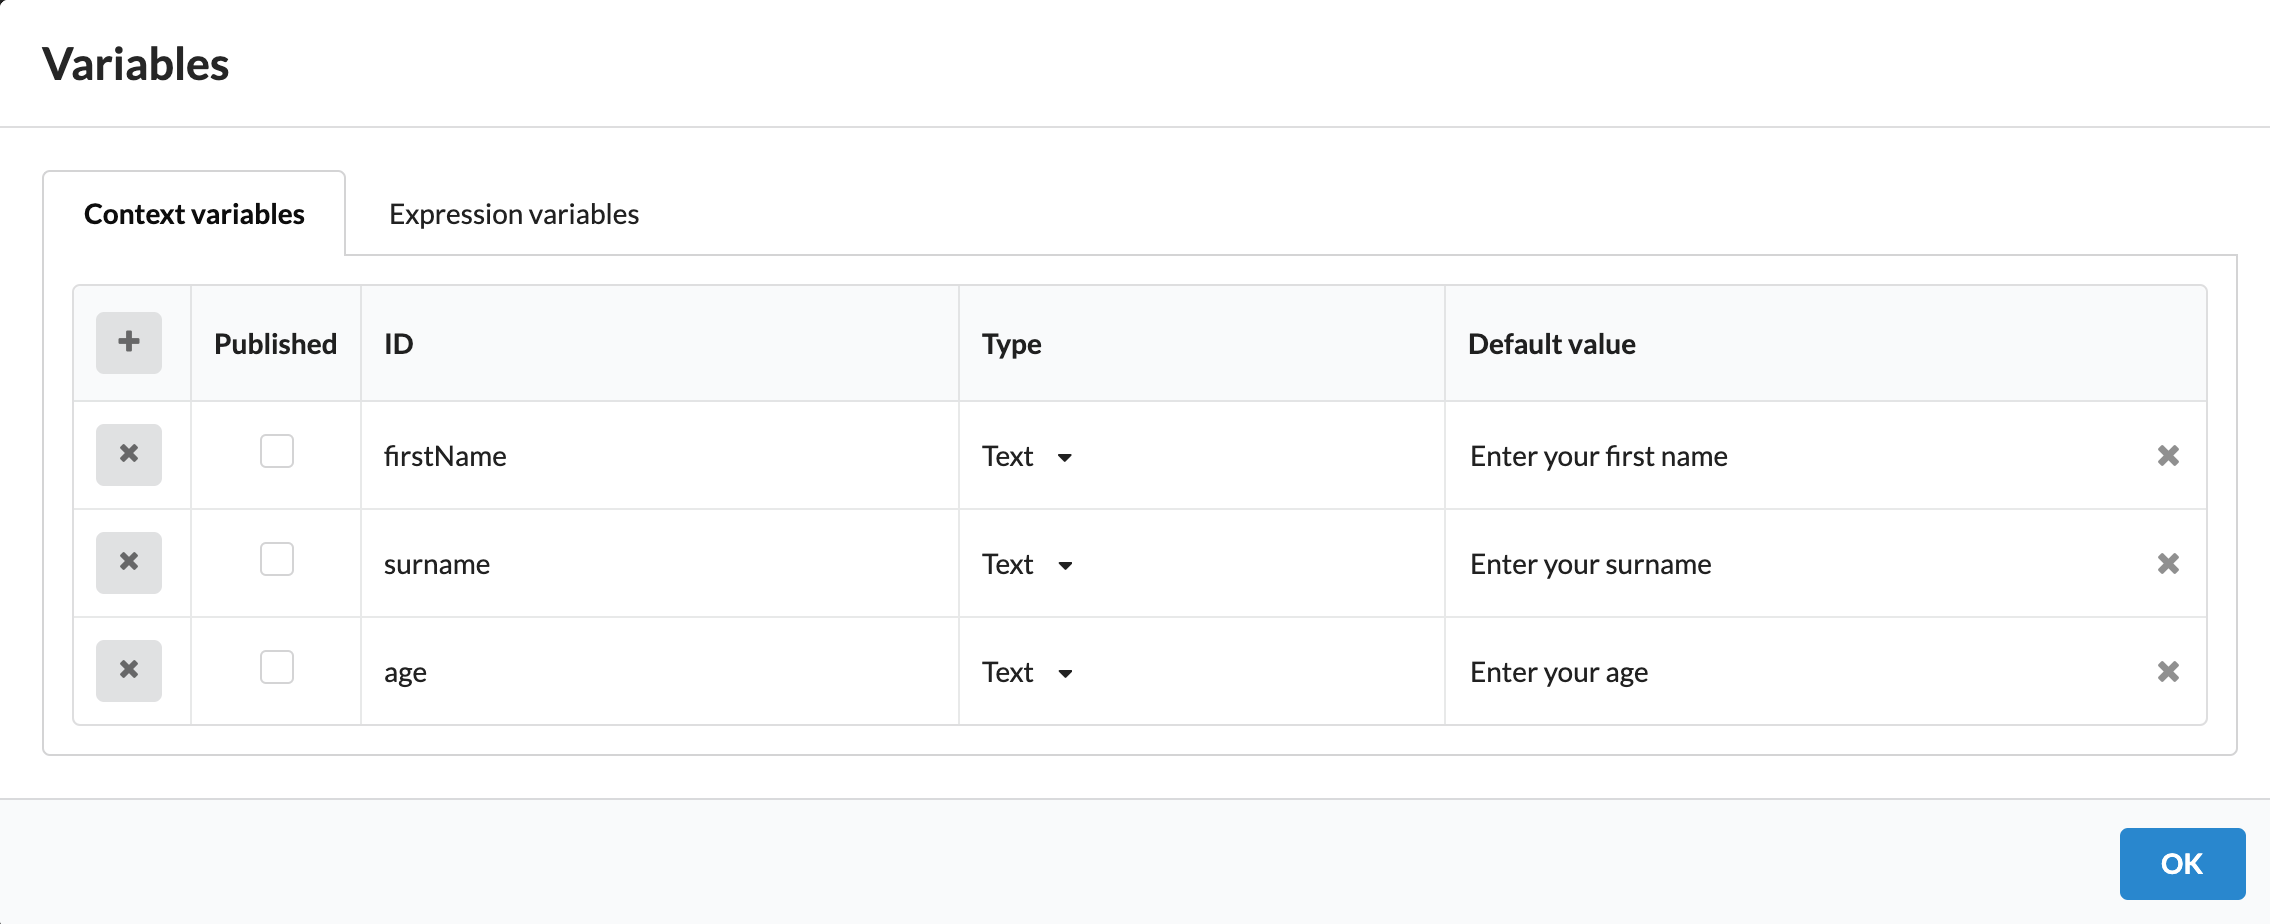 Variables
Context variables Expression variables
Published ID Type Default value
firstName Text Enter your first name
surname Text Enter your surname
age Text Enter your age
OK